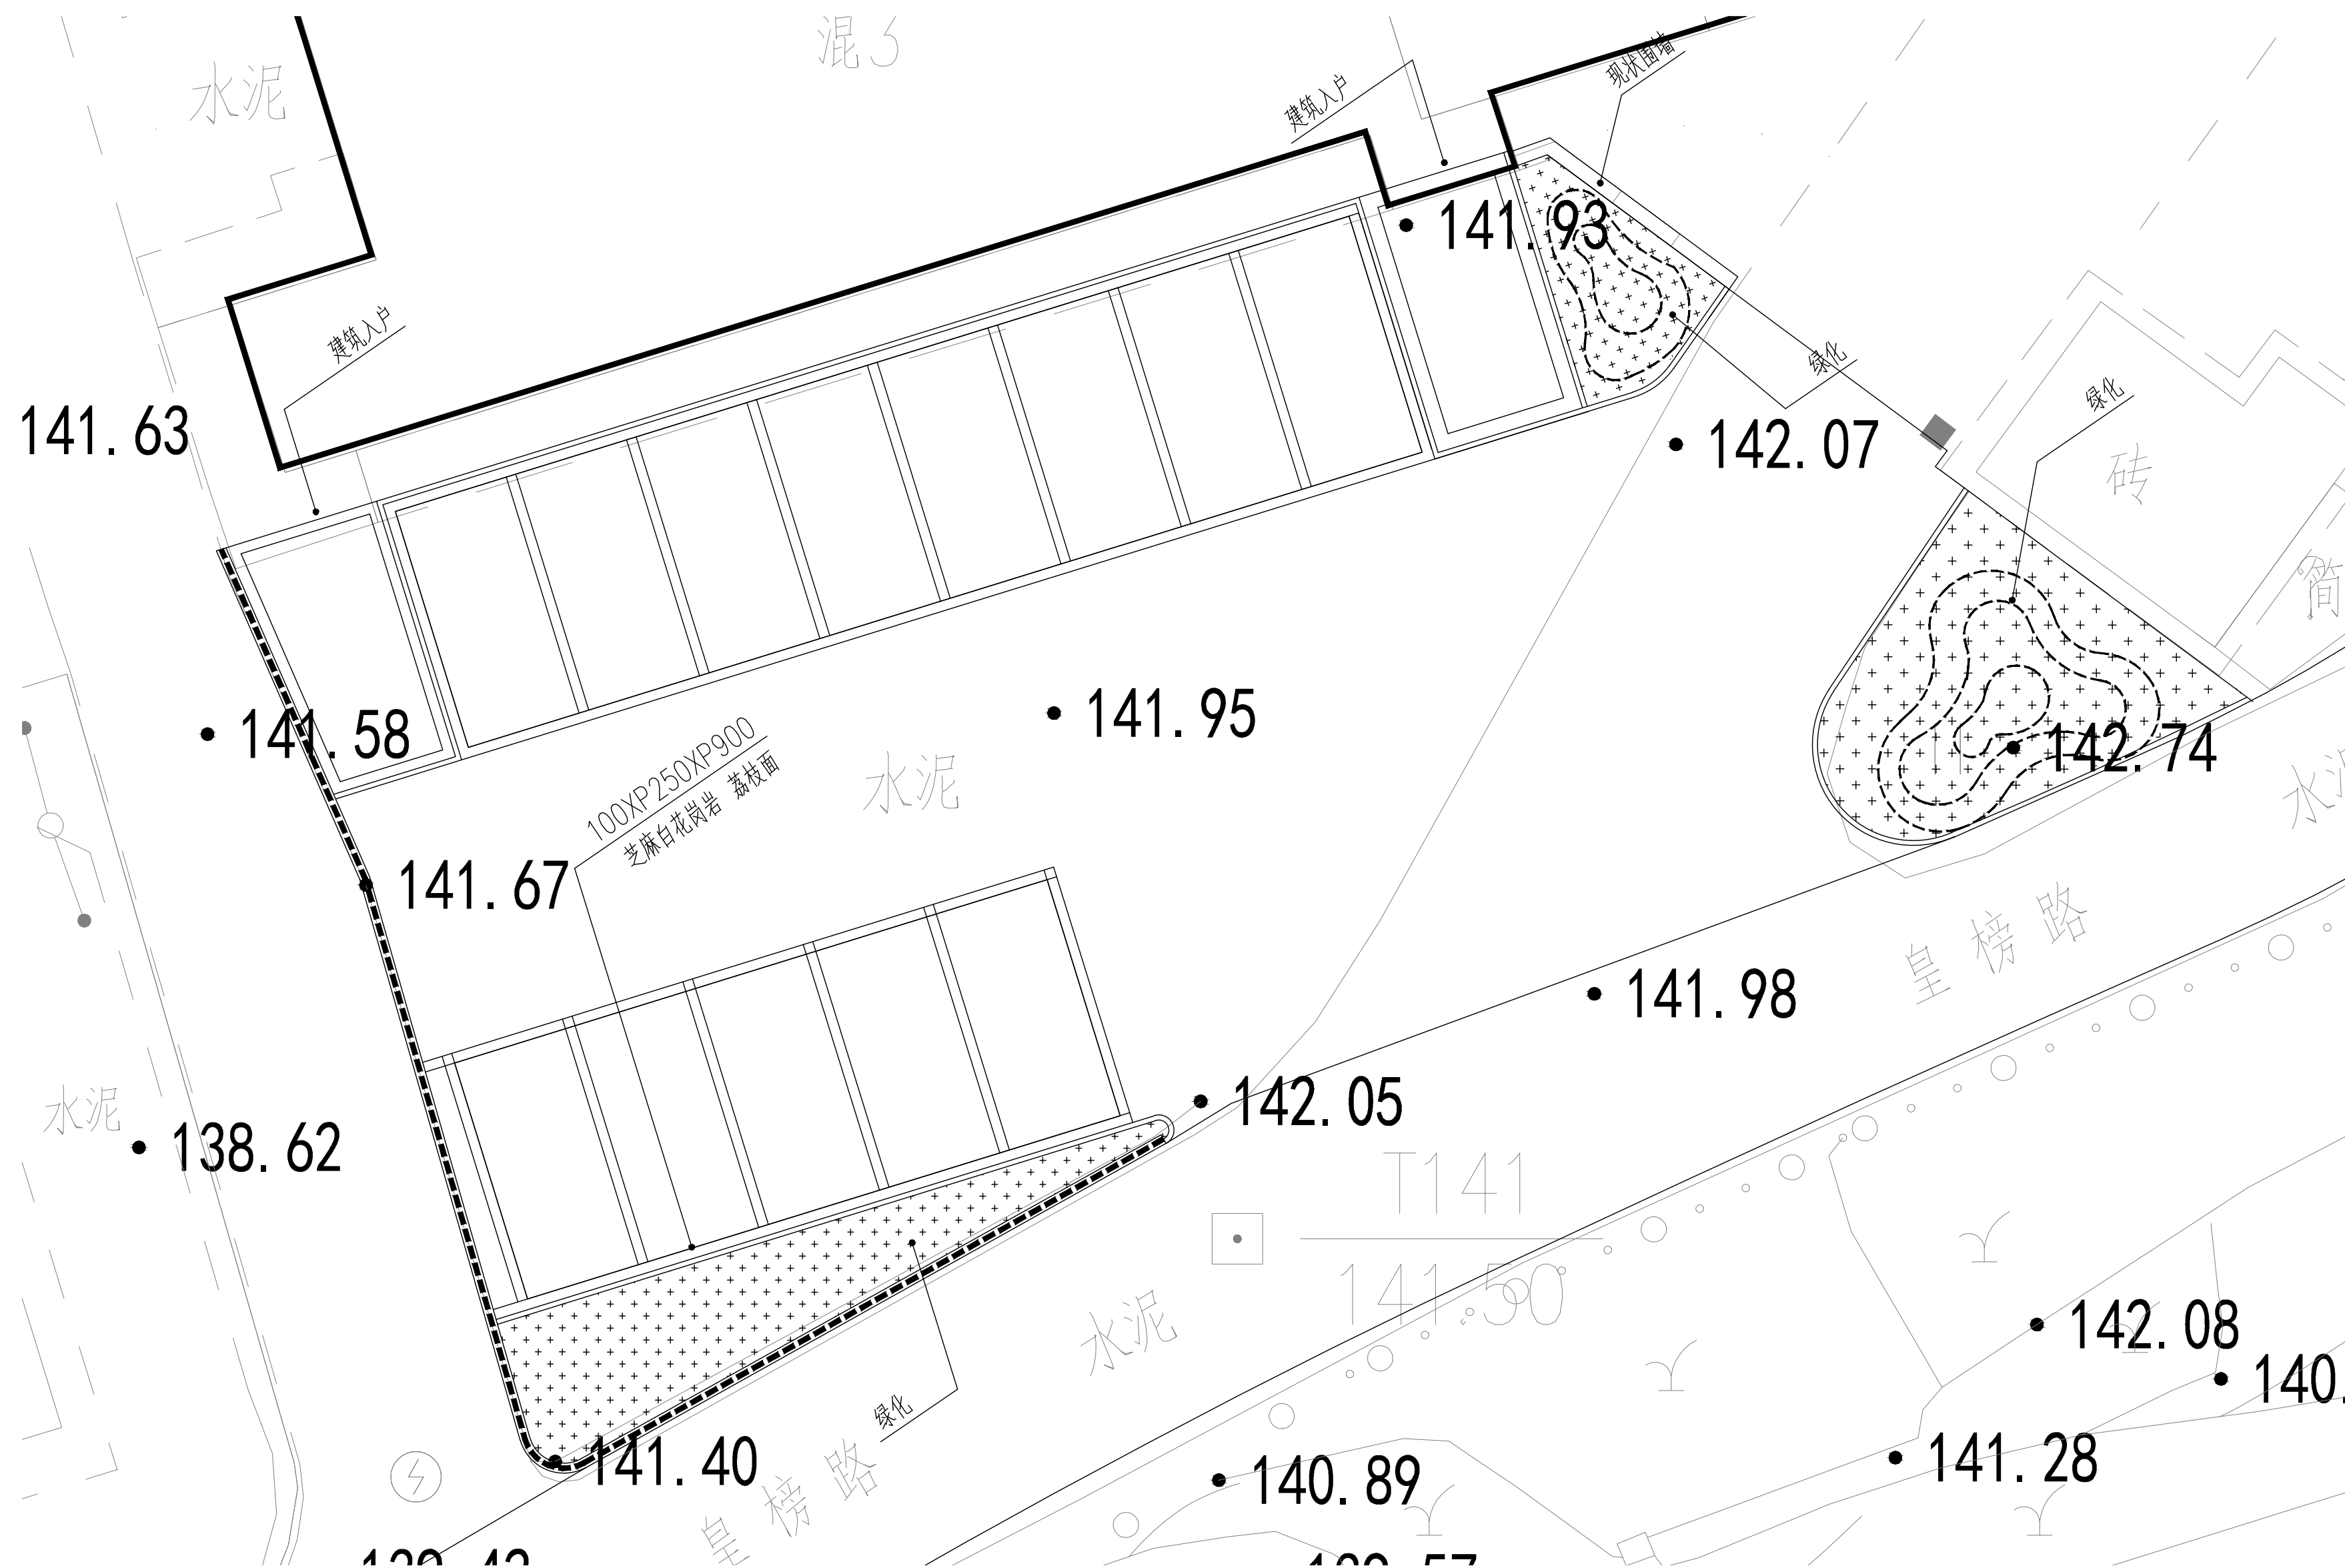 混3
水泥
现状围墙
建筑入户
141.93
建筑入户
绿化
绿化
141.63
142.07
砖
简
141.58
141.95
142.74
100XP250XP900
芝麻白花岗岩 荔枝面
水泥
水泥
141.67
皇榜路
141.98
水泥
142.05
138.62
T141
141.50
水泥
142.08
140.
绿化
141.40
141.28
140.89
皇榜路